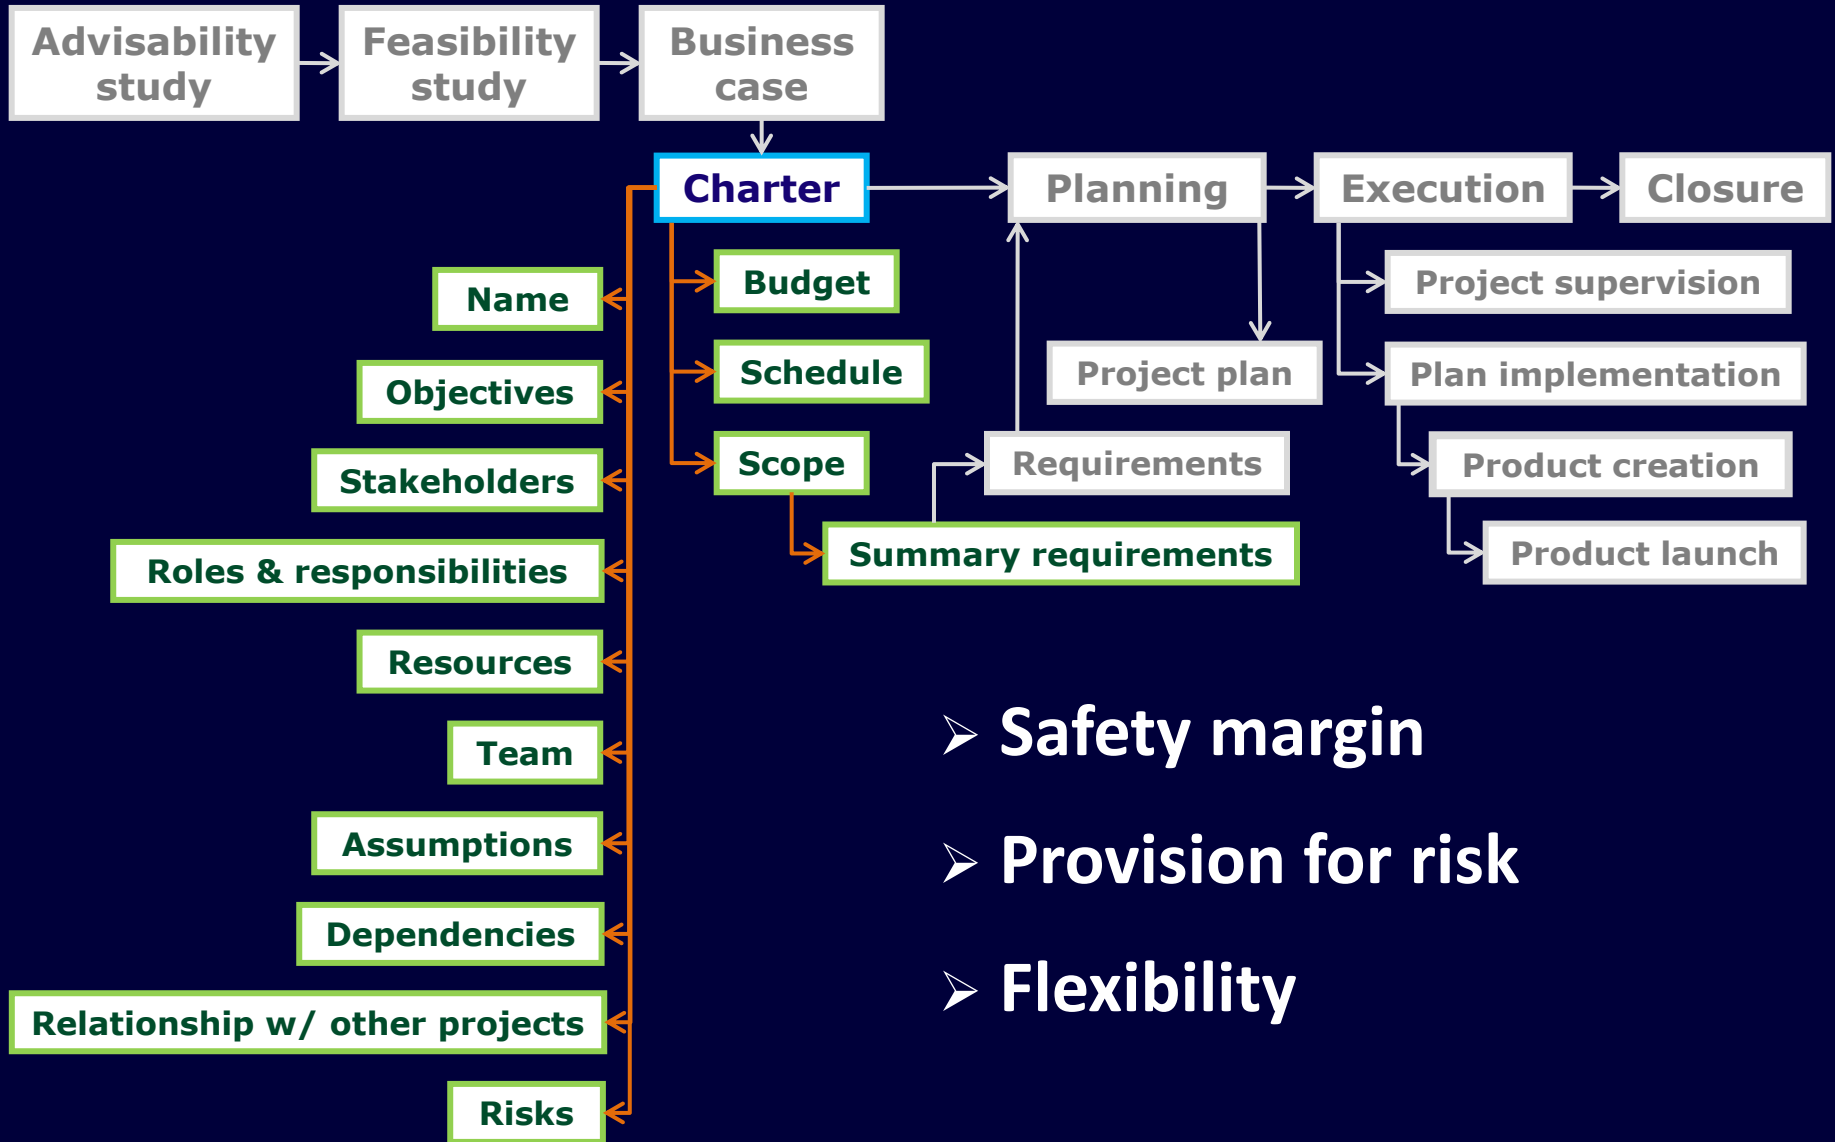 Advisability
study
Feasibility
study
Business
case
Charter
Planning
Execution
Closure
Name
Objectives
Stakeholders
Roles & responsibilities
Resources
Team
Assumptions
Dependencies
Relationship w/ other projects
Risks
Budget
Schedule
Scope
Summary requirements
Requirements
Project plan
Project supervision
Plan implementation
Product creation
Product launch
➢ Safety margin
➢ Provision for risk
➢ Flexibility